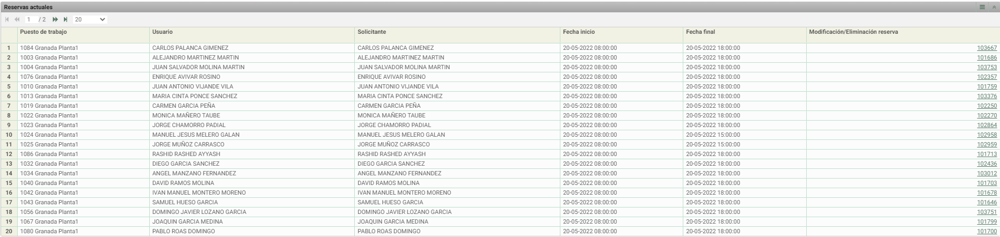 Reservas actuales
1 / 2 20
Puesto de trabajo Usuario Solicitante Fecha inicio Fecha final Modificación/Eliminación reserva
1 1084 Granada Planta1 CARLOS PALANCA GIMENEZ CARLOS PALANCA GIMENEZ 20-05-2022 08:00:00 20-05-2022 18:00:00 103667
2 1003 Granada Planta1 ALEJANDRO MARTINEZ MARTIN ALEJANDRO MARTINEZ MARTIN 20-05-2022 08:00:00 20-05-2022 18:00:00 101686
3 1004 Granada Planta1 JUAN SALVADOR MOLINA MARTIN JUAN SALVADOR MOLINA MARTIN 20-05-2022 08:00:00 20-05-2022 18:00:00 103753
4 1076 Granada Planta1 ENRIQUE AVIVAR ROSINO ENRIQUE AVIVAR ROSINO 20-05-2022 08:00:00 20-05-2022 18:00:00 102357
5 1010 Granada Planta1 JUAN ANTONIO VIJANDE VILA JUAN ANTONIO VIJANDE VILA 20-05-2022 08:00:00 20-05-2022 18:00:00 101759
6 1013 Granada Planta1 MARIA CINTA PONCE SANCHEZ MARIA CINTA PONCE SANCHEZ 20-05-2022 08:00:00 20-05-2022 18:00:00 103376
7 1019 Granada Planta1 CARMEN GARCIA PEÑA CARMEN GARCIA PEÑA 20-05-2022 08:00:00 20-05-2022 18:00:00 102250
8 1022 Granada Planta1 MONICA MAÑERO TAUBE MONICA MAÑERO TAUBE 20-05-2022 08:00:00 20-05-2022 18:00:00 102270
9 1023 Granada Planta1 JORGE CHAMORRO PADIAL JORGE CHAMORRO PADIAL 20-05-2022 08:00:00 20-05-2022 18:00:00 102864
10 1024 Granada Planta1 MANUEL JESUS MELERO GALAN MANUEL JESUS MELERO GALAN 20-05-2022 08:00:00 20-05-2022 15:00:00 102958
11 1025 Granada Planta1 JORGE MUÑOZ CARRASCO JORGE MUÑOZ CARRASCO 20-05-2022 08:00:00 20-05-2022 15:00:00 102959
12 1086 Granada Planta1 RASHID RASHED AYYASH RASHID RASHED AYYASH 20-05-2022 08:00:00 20-05-2022 18:00:00 101713
13 1032 Granada Planta1 DIEGO GARCIA SANCHEZ DIEGO GARCIA SANCHEZ 20-05-2022 08:00:00 20-05-2022 18:00:00 102436
14 1034 Granada Planta1 ANGEL MANZANO FERNANDEZ ANGEL MANZANO FERNANDEZ 20-05-2022 08:00:00 20-05-2022 18:00:00 103012
15 1040 Granada Planta1 DAVID RAMOS MOLINA DAVID RAMOS MOLINA 20-05-2022 08:00:00 20-05-2022 18:00:00 101703
16 1042 Granada Planta1 IVAN MANUEL MONTERO MORENO IVAN MANUEL MONTERO MORENO 20-05-2022 08:00:00 20-05-2022 18:00:00 101678
17 1043 Granada Planta1 SAMUEL HUESO GARCIA SAMUEL HUESO GARCIA 20-05-2022 08:00:00 20-05-2022 18:00:00 101646
18 1056 Granada Planta1 DOMINGO JAVIER LOZANO GARCIA DOMINGO JAVIER LOZANO GARCIA 20-05-2022 08:00:00 20-05-2022 18:00:00 103751
19 1067 Granada Planta1 JOAQUIN GARCIA MEDINA JOAQUIN GARCIA MEDINA 20-05-2022 08:00:00 20-05-2022 18:00:00 101799
20 1080 Granada Planta1 PABLO ROAS DOMINGO PABLO ROAS DOMINGO 20-05-2022 08:00:00 20-05-2022 18:00:00 101700